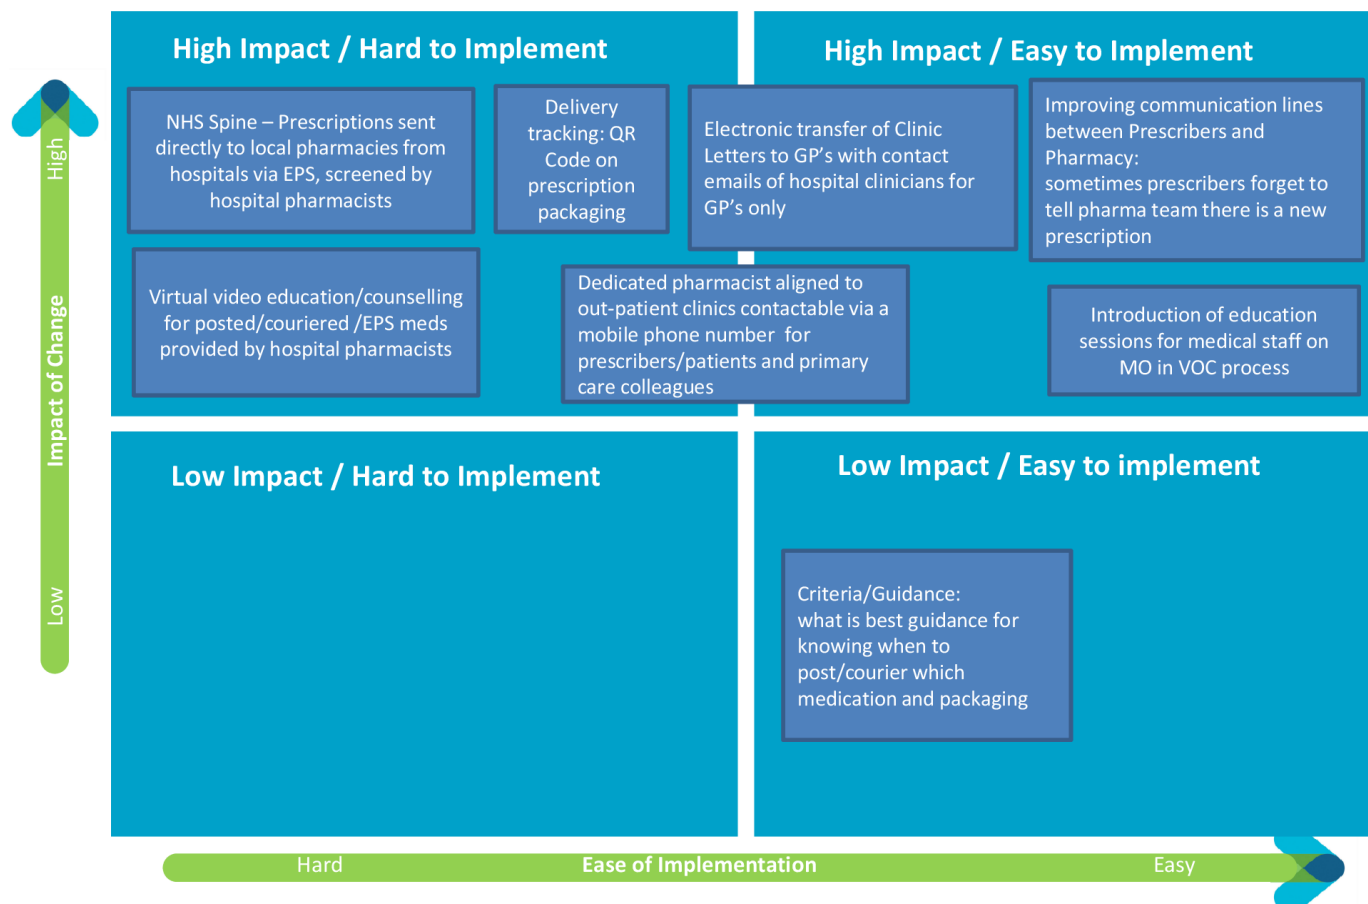 High Impact / Hard to Implement
NHS Spine – Prescriptions sent
directly to local pharmacies from
hospitals via EPS, screened by
hospital pharmacists
Delivery
tracking: QR
Code on
prescription
packaging
Virtual video education/counselling
for posted/couriered /EPS meds
provided by hospital pharmacists
High Impact / Easy to Implement
Electronic transfer of Clinic
Letters to GP’s with contact
emails of hospital clinicians for
GP’s only
Improving communication lines
between Prescribers and
Pharmacy:
sometimes prescribers forget to
tell pharma team there is a new
prescription
Dedicated pharmacist aligned to
out-patient clinics contactable via a
mobile phone number  for
prescribers/patients and primary
care colleagues
Introduction of education
sessions for medical staff on
MO in VOC process
Low Impact / Hard to Implement
Low Impact / Easy to implement
Criteria/Guidance:
what is best guidance for
knowing when to
post/courier which
medication and packaging
High
Impact of Change
Low
Hard
Ease of Implementation
Easy